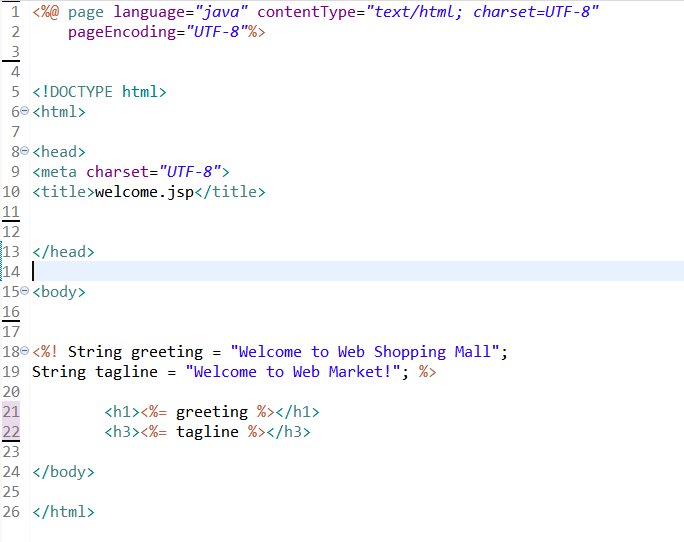 1 <%@ page language="java" contentType="text/html; charset=UTF-8"
2     pageEncoding="UTF-8"%>
3
4
5 <!DOCTYPE html>
6 <html>
7
8 <head>
9 <meta charset="UTF-8">
10 <title>welcome.jsp</title>
11
12
13 </head>
14
15 <body>
16
17
18 <%! String greeting = "Welcome to Web Shopping Mall";
19 String tagline = "Welcome to Web Market!"; %>
20
21         <h1><%= greeting %></h1>
22         <h3><%= tagline %></h3>
23
24 </body>
25
26 </html>